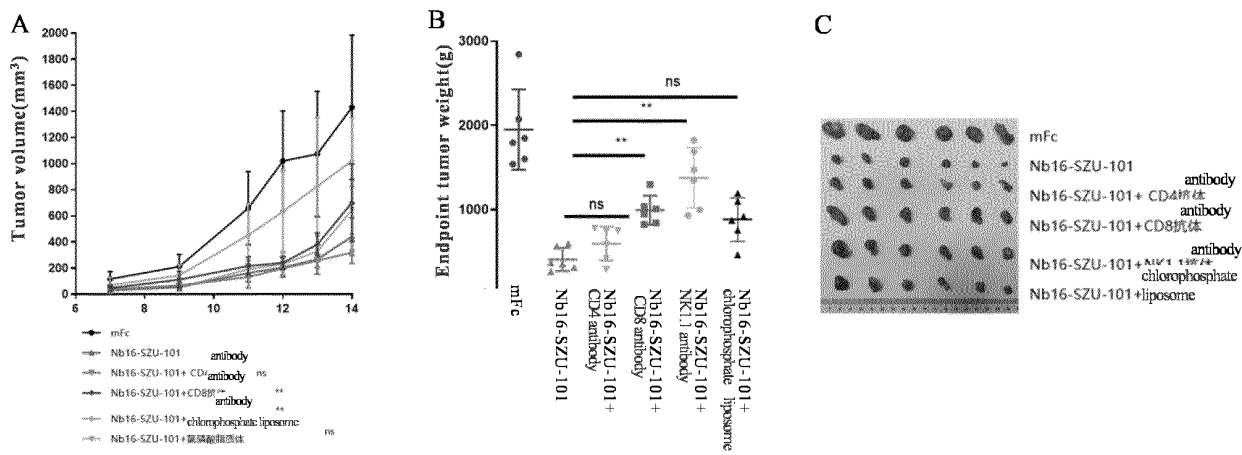 A
Tumor volume(mm³)
2000
1800
1600
1400
1200
1000
800
600
400
200
0
6
8
10
12
14
mFc
Nb16-SZU-101
antibody
Nb16-SZU-101+ CD4
ns
antibody
Nb16-SZU-101+CD8抗
**
antibody
**
Nb16-SZU-101+
chlorophosphate liposome
ns
Nb16-SZU-101+氯磷酸脂质体
B
Endpoint tumor weight(g)
3000
2000
1000
ns
**
**
ns
mFc
Nb16-SZU-101
Nb16-SZU-101+
CD4 antibody
Nb16-SZU-101+
CD8 antibody
Nb16-SZU-101+
NK1.1 antibody
Nb16-SZU-101+
chlorophosphate liposome
C
mFc
Nb16-SZU-101
antibody
Nb16-SZU-101+ CD4抗体
antibody
Nb16-SZU-101+CD8抗体
antibody
Nb16-SZU-101+NK1.1抗体
chlorophosphate
Nb16-SZU-101+liposome